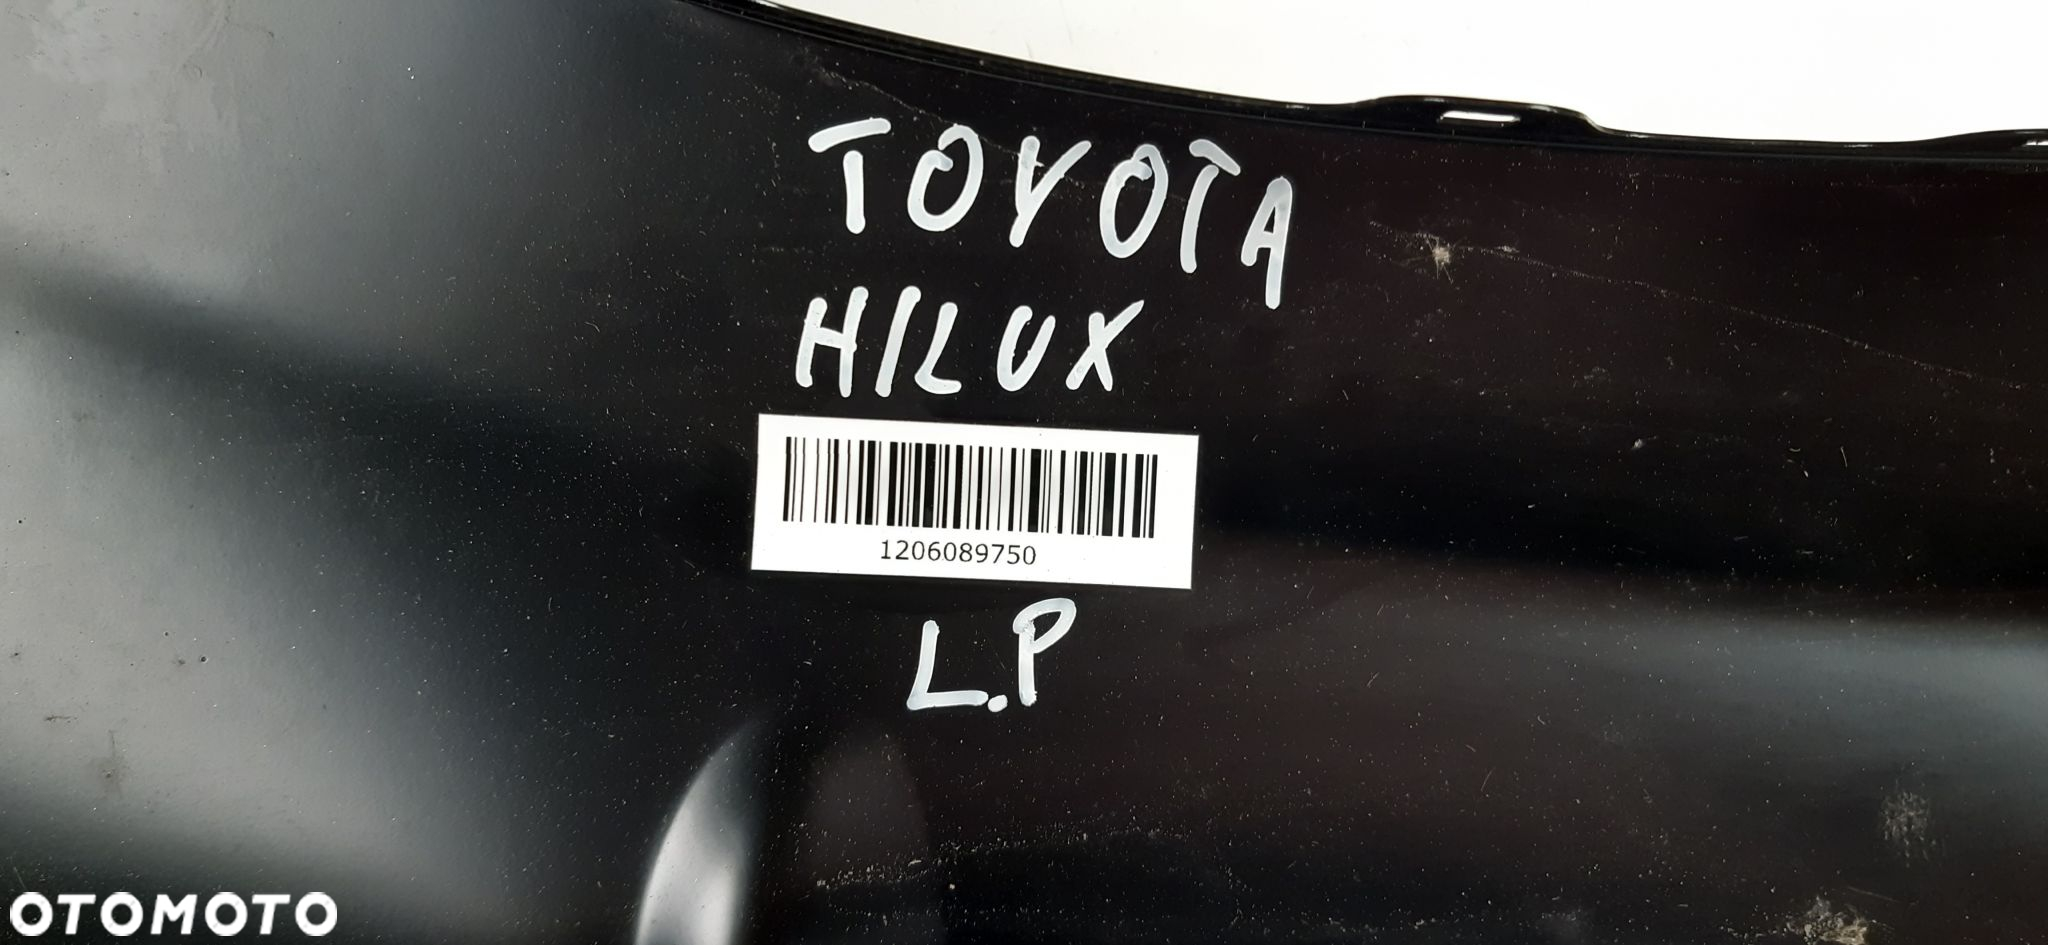 TOYOTA
HILUX
1206089750
L.P
OTOMOTO